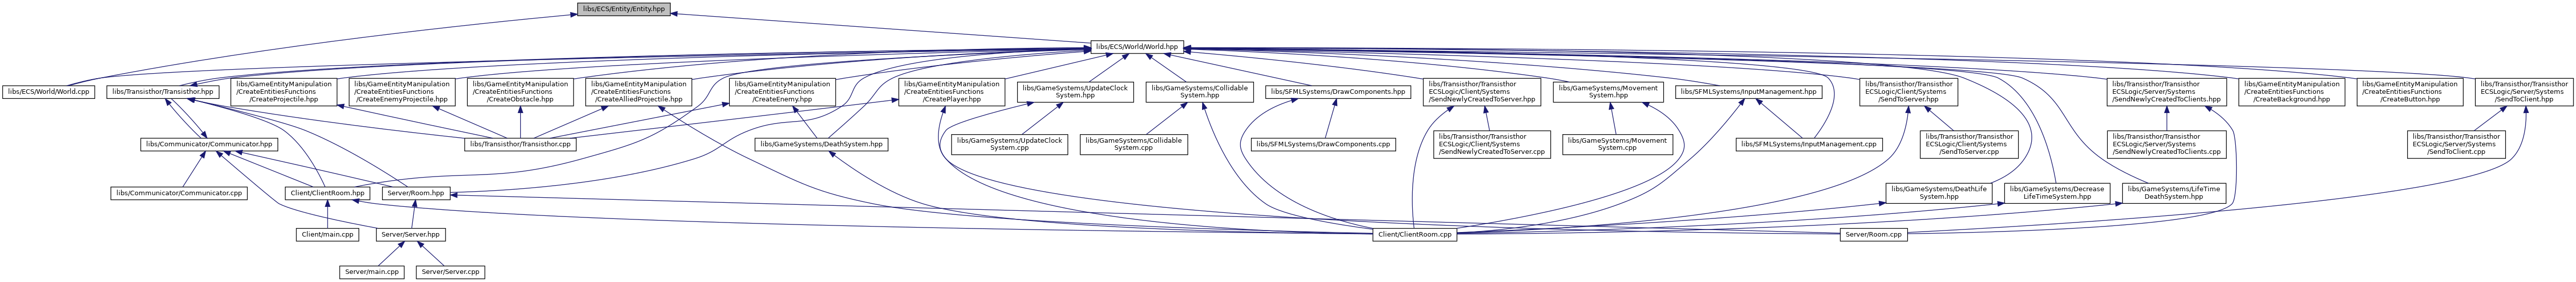 libs/ECS/Entity/Entity.hpp
libs/ECS/World/World.hpp
libs/ECS/World/World.cpp
libs/Transisthor/Transisthor.hpp
libs/GameEntityManipulation
/CreateEntitiesFunctions
/CreateProjectile.hpp
libs/GameEntityManipulation
/CreateEntitiesFunctions
/CreateEnemyProjectile.hpp
libs/GameEntityManipulation
/CreateEntitiesFunctions
/CreateObstacle.hpp
libs/GameEntityManipulation
/CreateEntitiesFunctions
/CreateAlliedProjectile.hpp
libs/GameEntityManipulation
/CreateEntitiesFunctions
/CreateEnemy.hpp
libs/GameEntityManipulation
/CreateEntitiesFunctions
/CreatePlayer.hpp
libs/GameSystems/UpdateClock
System.hpp
libs/GameSystems/Collidable
System.hpp
libs/SFMLSystems/DrawComponents.hpp
libs/Transisthor/Transisthor
ECSLogic/Client/Systems
/SendNewlyCreatedToServer.hpp
libs/GameSystems/Movement
System.hpp
libs/SFMLSystems/InputManagement.hpp
libs/Transisthor/Transisthor
ECSLogic/Client/Systems
/SendToServer.hpp
libs/Transisthor/Transisthor
ECSLogic/Server/Systems
/SendNewlyCreatedToClients.hpp
libs/GameEntityManipulation
/CreateEntitiesFunctions
/CreateBackground.hpp
libs/GameEntityManipulation
/CreateEntitiesFunctions
/CreateButton.hpp
libs/Transisthor/Transisthor
ECSLogic/Server/Systems
/SendToClient.hpp
libs/Communicator/Communicator.hpp
libs/Transisthor/Transisthor.cpp
libs/GameSystems/DeathSystem.hpp
libs/GameSystems/UpdateClock
System.cpp
libs/GameSystems/Collidable
System.cpp
libs/SFMLSystems/DrawComponents.cpp
libs/Transisthor/Transisthor
ECSLogic/Client/Systems
/SendNewlyCreatedToServer.cpp
libs/GameSystems/Movement
System.cpp
libs/SFMLSystems/InputManagement.cpp
libs/Transisthor/Transisthor
ECSLogic/Client/Systems
/SendToServer.cpp
libs/Transisthor/Transisthor
ECSLogic/Server/Systems
/SendNewlyCreatedToClients.cpp
libs/Transisthor/Transisthor
ECSLogic/Server/Systems
/SendToClient.cpp
libs/Communicator/Communicator.cpp
Client/ClientRoom.hpp
Server/Room.hpp
libs/GameSystems/DeathLife
System.hpp
libs/GameSystems/Decrease
LifeTimeSystem.hpp
libs/GameSystems/LifeTime
DeathSystem.hpp
Client/main.cpp
Server/Server.hpp
Client/ClientRoom.cpp
Server/Room.cpp
Server/main.cpp
Server/Server.cpp